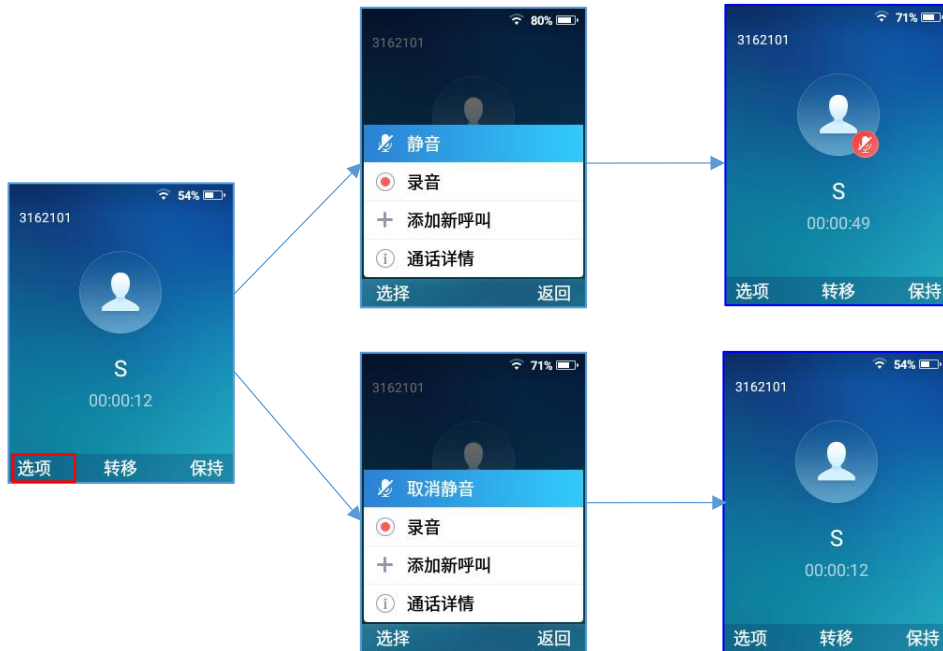 54%
3162101
S
00:00:12
选项 转移 保持
80%
3162101
静音
录音
添加新呼叫
通话详情
选择 返回
71%
3162101
S
00:00:49
选项 转移 保持
71%
3162101
取消静音
录音
添加新呼叫
通话详情
选择 返回
54%
3162101
S
00:00:12
选项 转移 保持